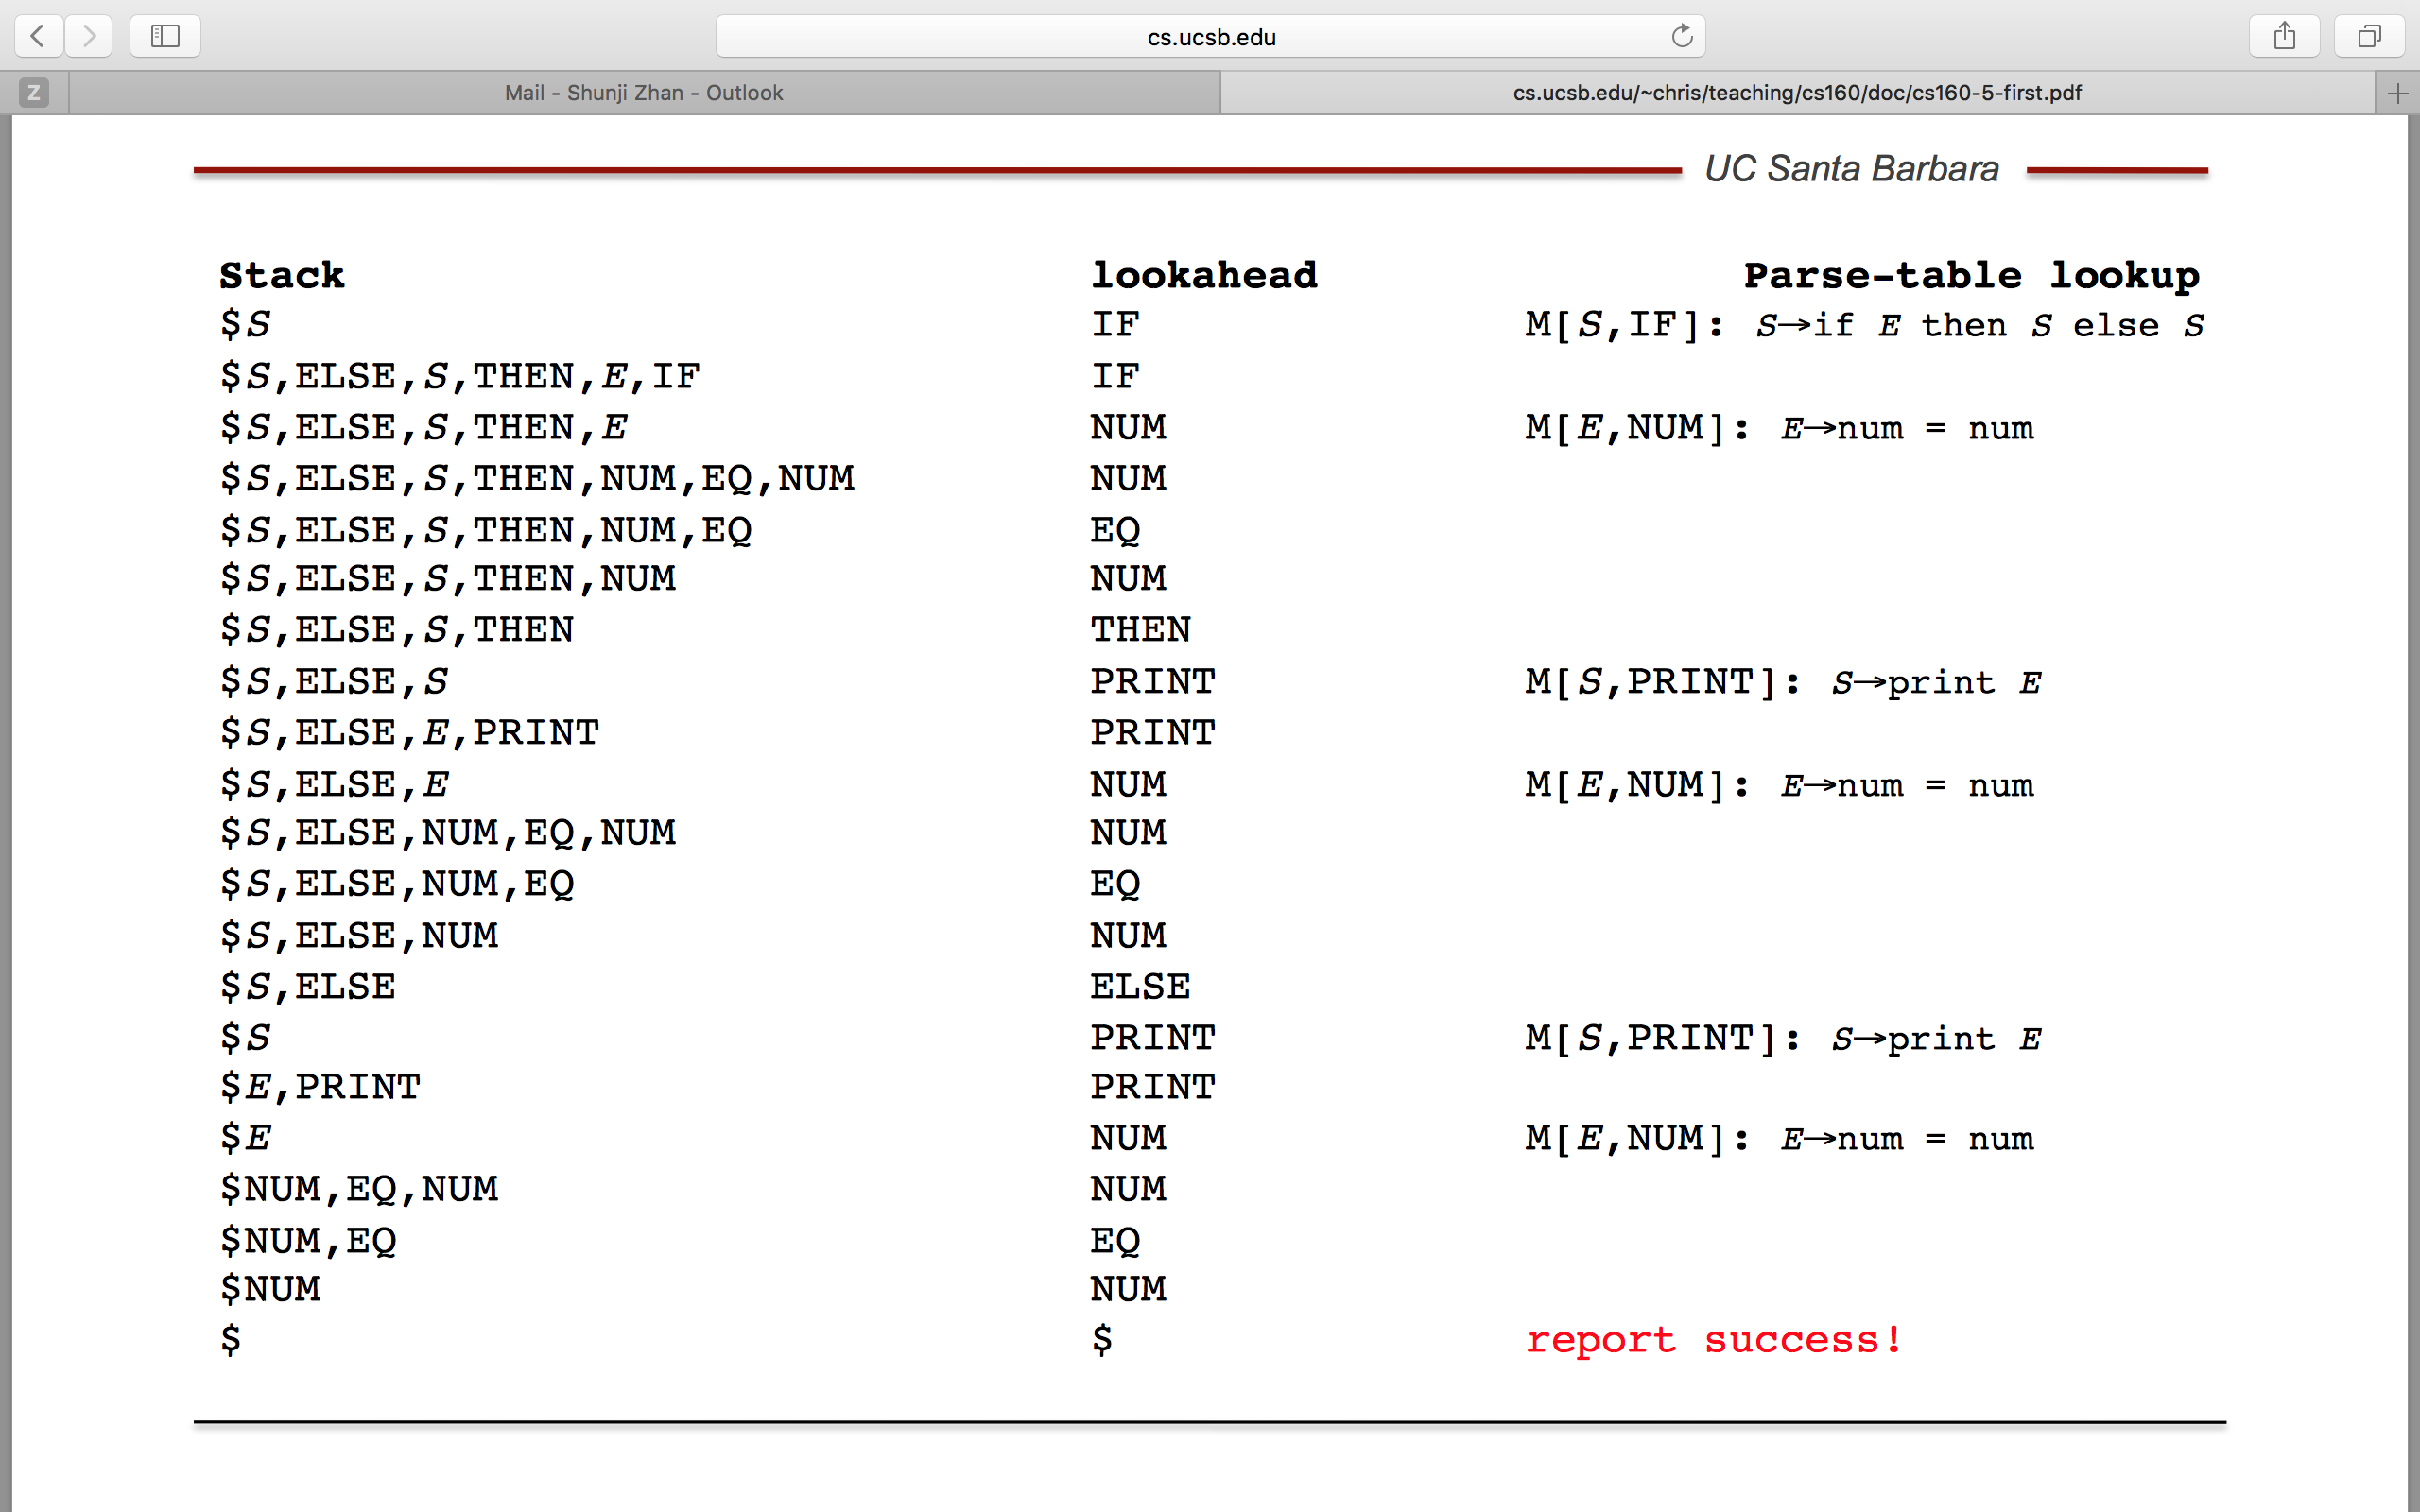 cs.ucsb.edu
Z Mail - Shunji Zhan - Outlook cs.ucsb.edu/~chris/teaching/cs160/doc/cs160-5-first.pdf
UC Santa Barbara
Stack lookahead Parse-table lookup
$S IF M[S,IF]: S→if E then S else S
$S,ELSE,S,THEN,E,IF IF
$S,ELSE,S,THEN,E NUM M[E,NUM]: E→num = num
$S,ELSE,S,THEN,NUM,EQ,NUM NUM
$S,ELSE,S,THEN,NUM,EQ EQ
$S,ELSE,S,THEN,NUM NUM
$S,ELSE,S,THEN THEN
$S,ELSE,S PRINT M[S,PRINT]: S→print E
$S,ELSE,E,PRINT PRINT
$S,ELSE,E NUM M[E,NUM]: E→num = num
$S,ELSE,NUM,EQ,NUM NUM
$S,ELSE,NUM,EQ EQ
$S,ELSE,NUM NUM
$S,ELSE ELSE
$S PRINT M[S,PRINT]: S→print E
$E,PRINT PRINT
$E NUM M[E,NUM]: E→num = num
$NUM,EQ,NUM NUM
$NUM,EQ EQ
$NUM NUM
$ $ report success!